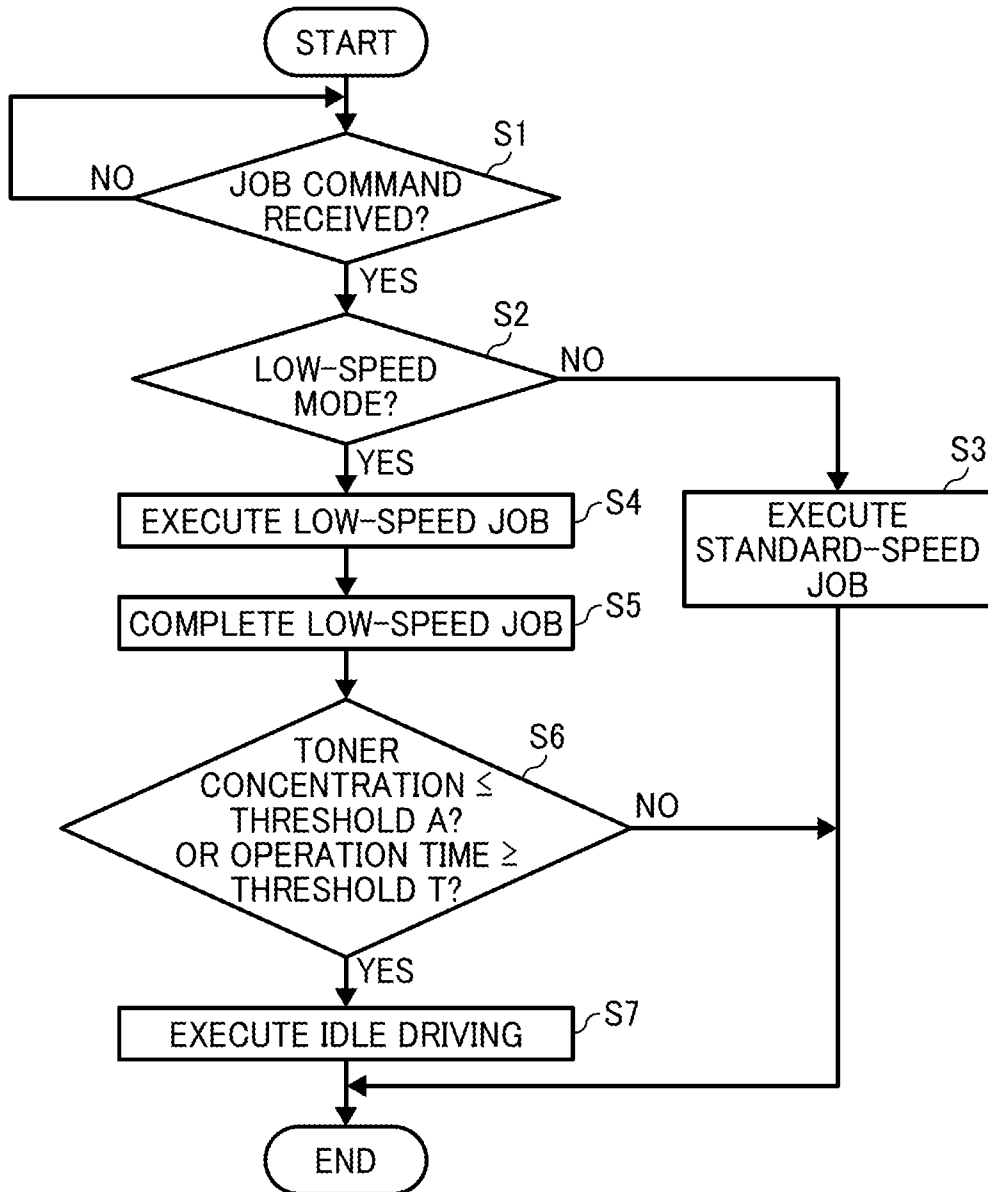 START
S1
NO
JOB COMMAND
RECEIVED?
YES
S2
NO
LOW-SPEED
MODE?
YES
S3
EXECUTE
STANDARD-SPEED
JOB
S4
EXECUTE LOW-SPEED JOB
S5
COMPLETE LOW-SPEED JOB
S6
TONER
CONCENTRATION ≦
THRESHOLD A?
OR OPERATION TIME ≧
THRESHOLD T?
NO
YES
S7
EXECUTE IDLE DRIVING
END